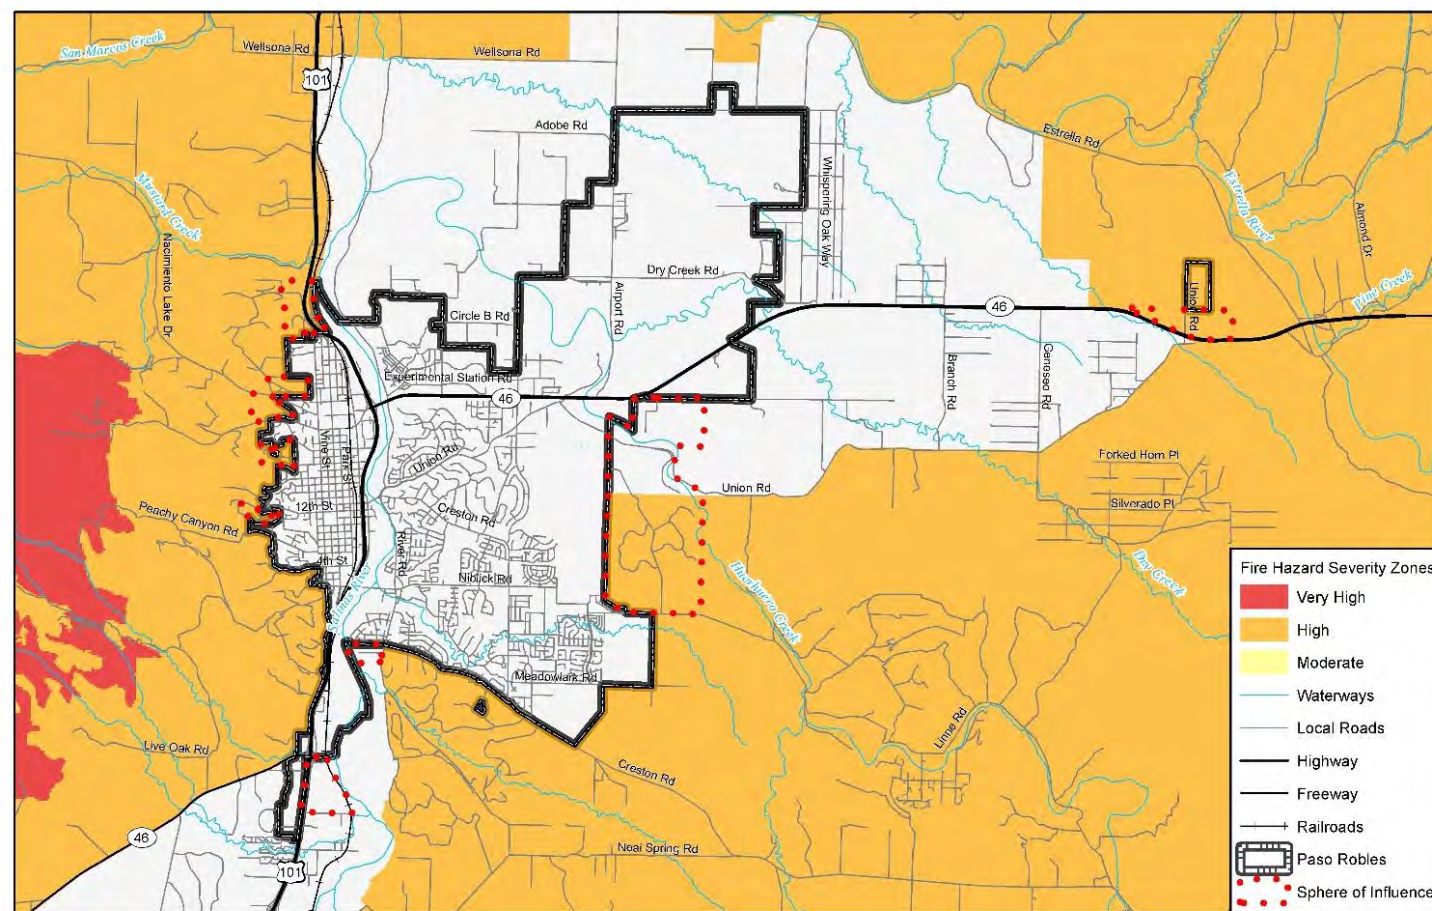 San Marcos Creek
Wellsona Rd
Wellsona Rd
101
Adobe Rd
Estrella Rd
Whispering Oak Way
Mustard Creek
Estrella River
Almond Dr
Nacimiento Lake Dr
Dry Creek Rd
Airport Rd
Union Rd
46
Circle B Rd
Branch Rd
Geneseo Rd
Experimental Station Rd
46
Vine St
Park St
Union Rd
Forked Horn Pl
Union Rd
Silverado Pl
12th St
Creston Rd
Peachy Canyon Rd
River Rd
4th St
Niblick Rd
Huerhuero Creek
Dry Creek
Salinas River
Meadowlark Rd
Linne Rd
Live Oak Rd
Creston Rd
46
Neal Spring Rd
101
Fire Hazard Severity Zones
Very High
High
Moderate
Waterways
Local Roads
Highway
Freeway
Railroads
Paso Robles
Sphere of Influence